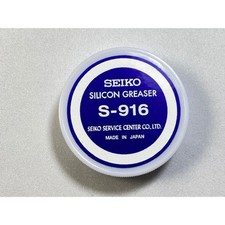 SEIKO
SILICON GREASER
S-916
SEIKO SERVICE CENTER CO., LTD.
MADE IN JAPAN